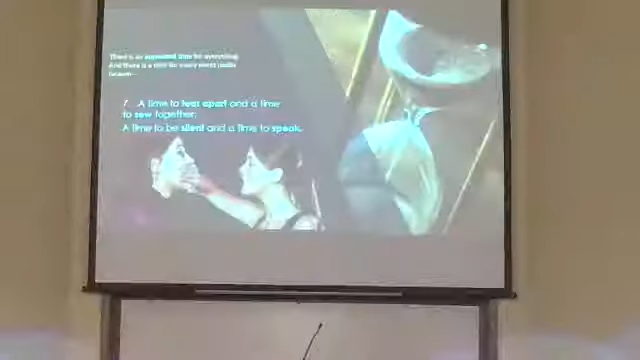 There is an appointed time for everything.
And there is a time for every event under
heaven--
7. A time to tear apart and a time
to sew together;
A time to be silent and a time to speak.